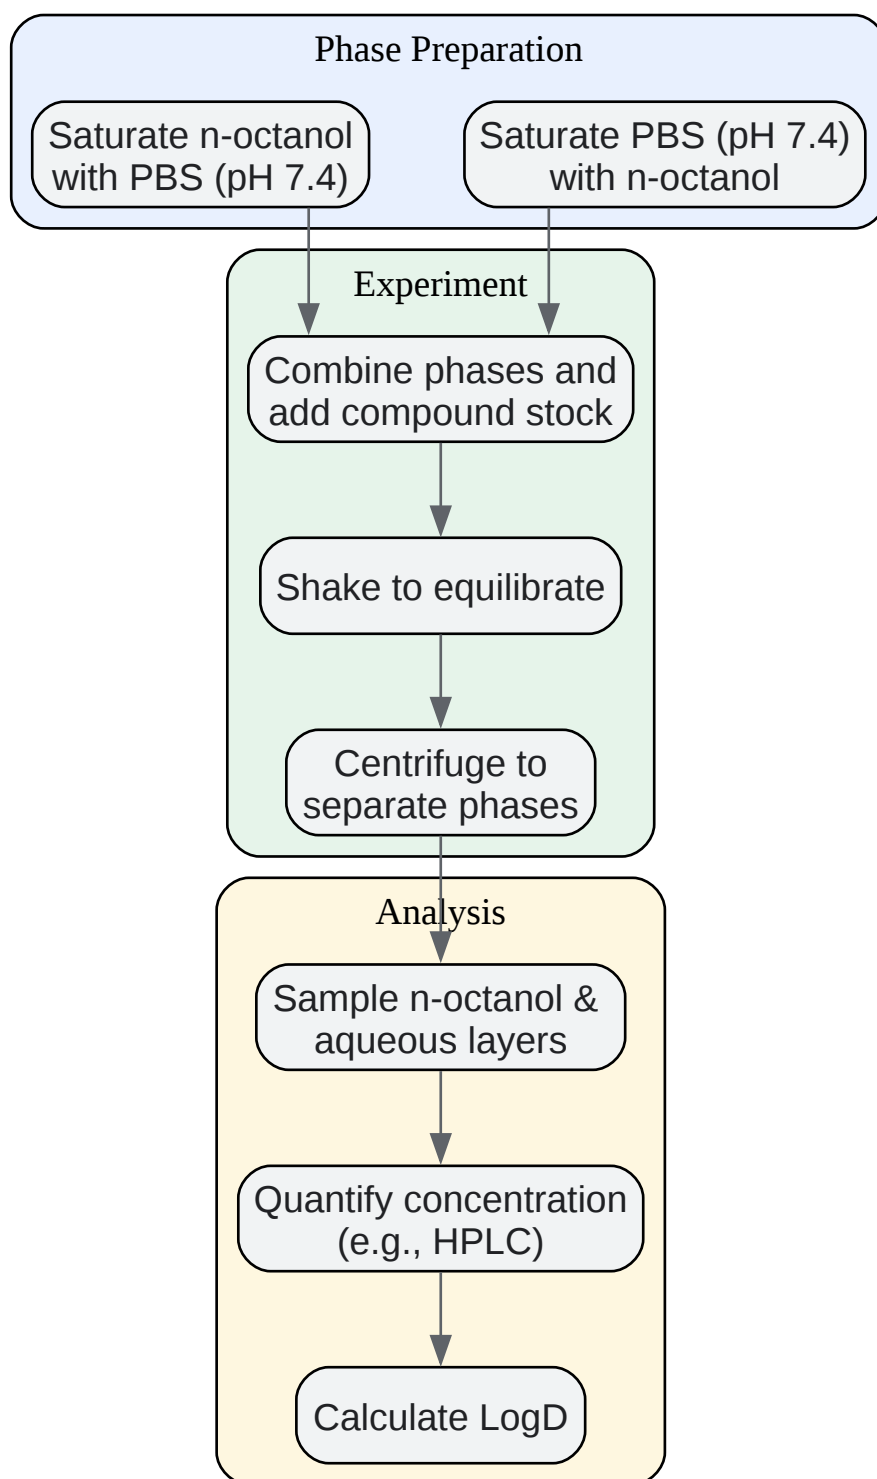 Phase Preparation
Saturate n-octanol
with PBS (pH 7.4)
Saturate PBS (pH 7.4)
with n-octanol
Experiment
Combine phases and
add compound stock
Shake to equilibrate
Centrifuge to
separate phases
Analysis
Sample n-octanol &
aqueous layers
Quantify concentration
(e.g., HPLC)
Calculate LogD